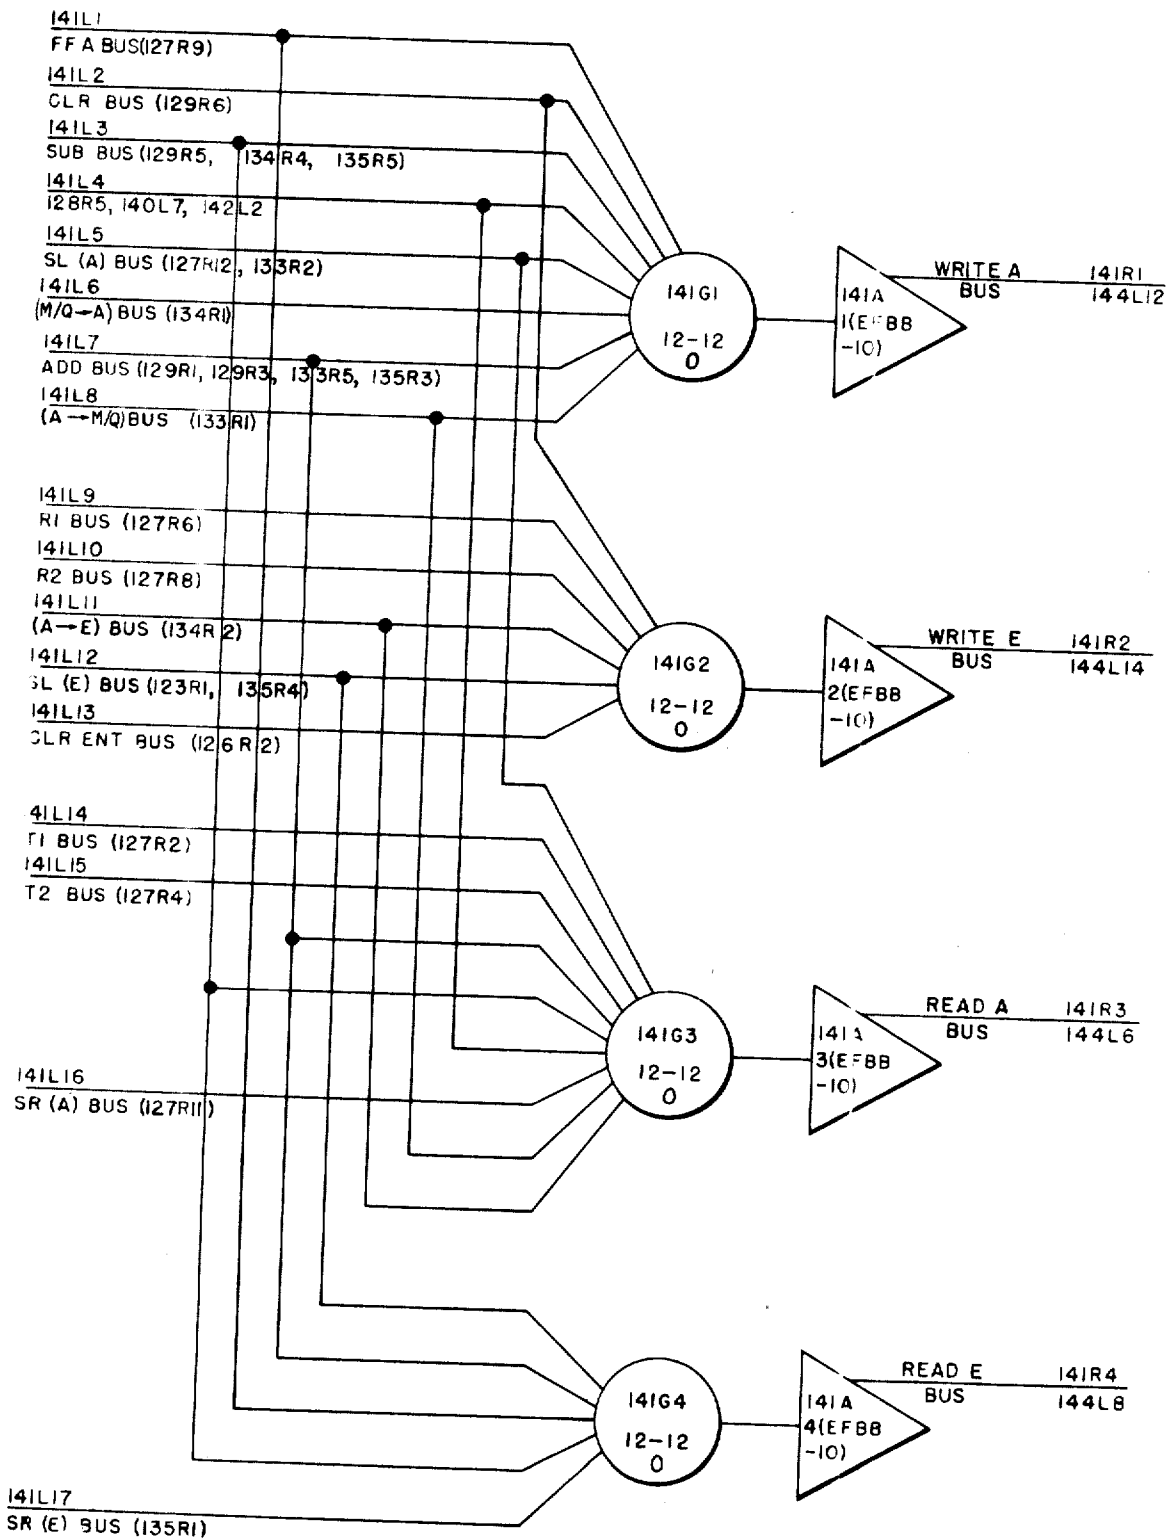 141L1
FF A BUS(127R9)
141L2
CLR BUS (129R6)
141L3
SUB BUS (129R5, 134R4, 135R5)
141L4
128R5, 140L7, 142L2
141L5
SL (A) BUS (127R12, 133R2)
141L6
(M/Q→A) BUS (134R1)
141L7
ADD BUS (129R1, 129R3, 133R5, 135R3)
141L8
(A→M/Q)BUS (133R1)
141G1
12-12
O
141A
1(EFBB
-10)
WRITE A
BUS
141R1
144L12
141L9
R1 BUS (127R6)
141L10
R2 BUS (127R8)
141L11
(A→E) BUS (134R2)
141L12
SL (E) BUS (123R1, 135R4)
141L13
CLR ENT BUS (126R12)
141G2
12-12
O
141A
2(EFBB
-10)
WRITE E
BUS
141R2
144L14
41L14
T1 BUS (127R2)
141L15
T2 BUS (127R4)
141L16
SR (A) BUS (127R11)
141G3
12-12
O
141A
3(EFBB
-10)
READ A
BUS
141R3
144L6
141G4
12-12
O
141A
4(EFBB
-10)
READ E
BUS
141R4
144L8
141L17
SR (E) BUS (135R1)